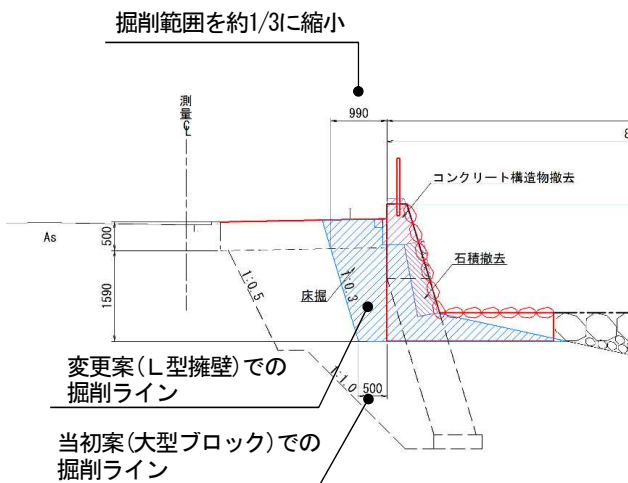 掘削範囲を約1/3に縮小
測量CL
990
8
コンクリート構造物撤去
As
500
1590
1:0.5
床掘
1:0.3
石積撤去
変更案(L型擁壁)での
掘削ライン
1:1.0
500
当初案(大型ブロック)での
掘削ライン